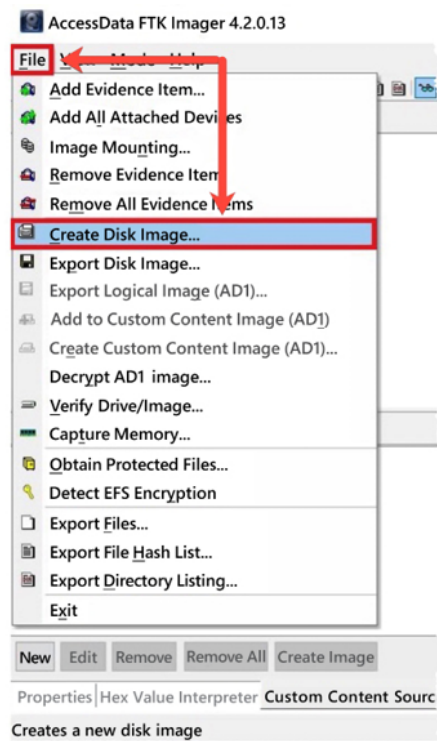 AccessData FTK Imager 4.2.0.13
File View Mode Help
Add Evidence Item...
Add All Attached Devices
Image Mounting...
Remove Evidence Item
Remove All Evidence Items
Create Disk Image...
Export Disk Image...
Export Logical Image (AD1)...
Add to Custom Content Image (AD1)
Create Custom Content Image (AD1)...
Decrypt AD1 image...
Verify Drive/Image...
Capture Memory...
Obtain Protected Files...
Detect EFS Encryption
Export Files...
Export File Hash List...
Export Directory Listing...
Exit
New Edit Remove Remove All Create Image
Properties Hex Value Interpreter Custom Content Sourc
Creates a new disk image